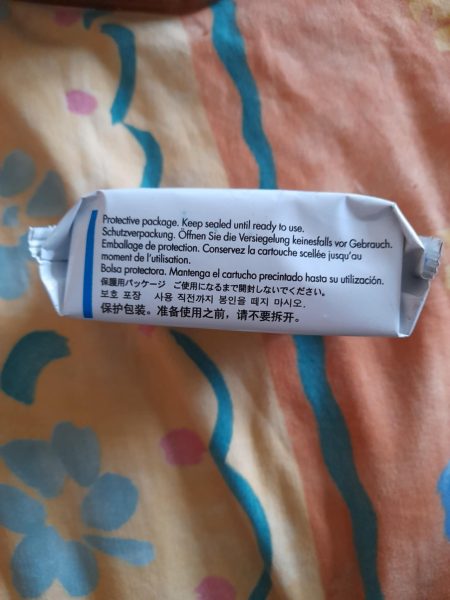 Protective package. Keep sealed until ready to use.
Schutzverpackung. Öffnen Sie die Versiegelung keinesfalls vor Gebrauch.
Emballage de protection. Conservez la cartouche scellée jusqu'au
moment de l'utilisation.
Bolsa protectora. Mantenga el cartucho precintado hasta su utilización.
保護用パッケージ ご使用になるまで開封しないでください。
보호 포장 사용 직전까지 봉인을 떼지 마시오.
保护包装。准备使用之前，请不要拆开。